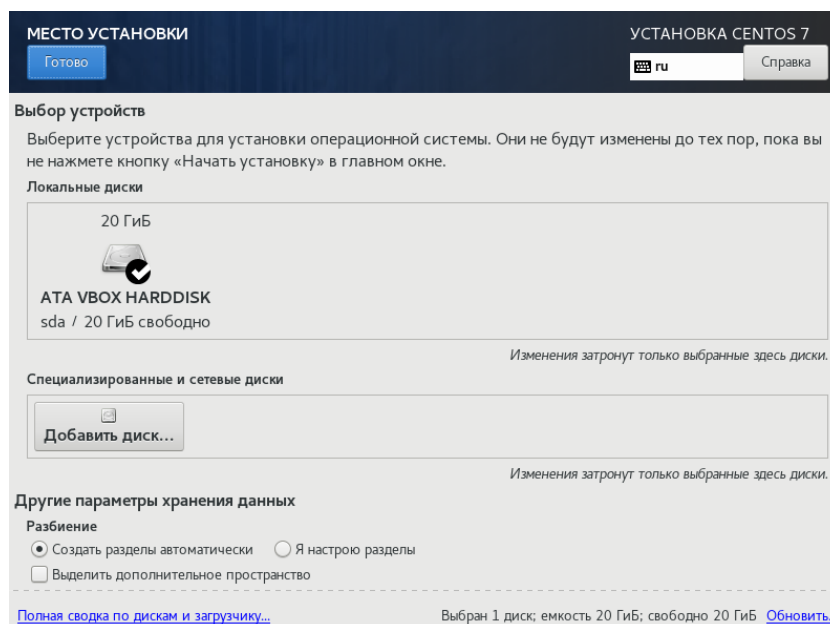 МЕСТО УСТАНОВКИ
УСТАНОВКА CENTOS 7
Готово
ru
Справка
Выбор устройств
Выберите устройства для установки операционной системы. Они не будут изменены до тех пор, пока вы
не нажмете кнопку «Начать установку» в главном окне.
Локальные диски
20 ГиБ
ATA VBOX HARDDISK
sda / 20 ГиБ свободно
Изменения затронут только выбранные здесь диски.
Специализированные и сетевые диски
Добавить диск...
Изменения затронут только выбранные здесь диски.
Другие параметры хранения данных
Разбиение
Создать разделы автоматически Я настрою разделы
Выделить дополнительное пространство
Полная сводка по дискам и загрузчику... Выбран 1 диск; емкость 20 ГиБ; свободно 20 ГиБ Обновить.